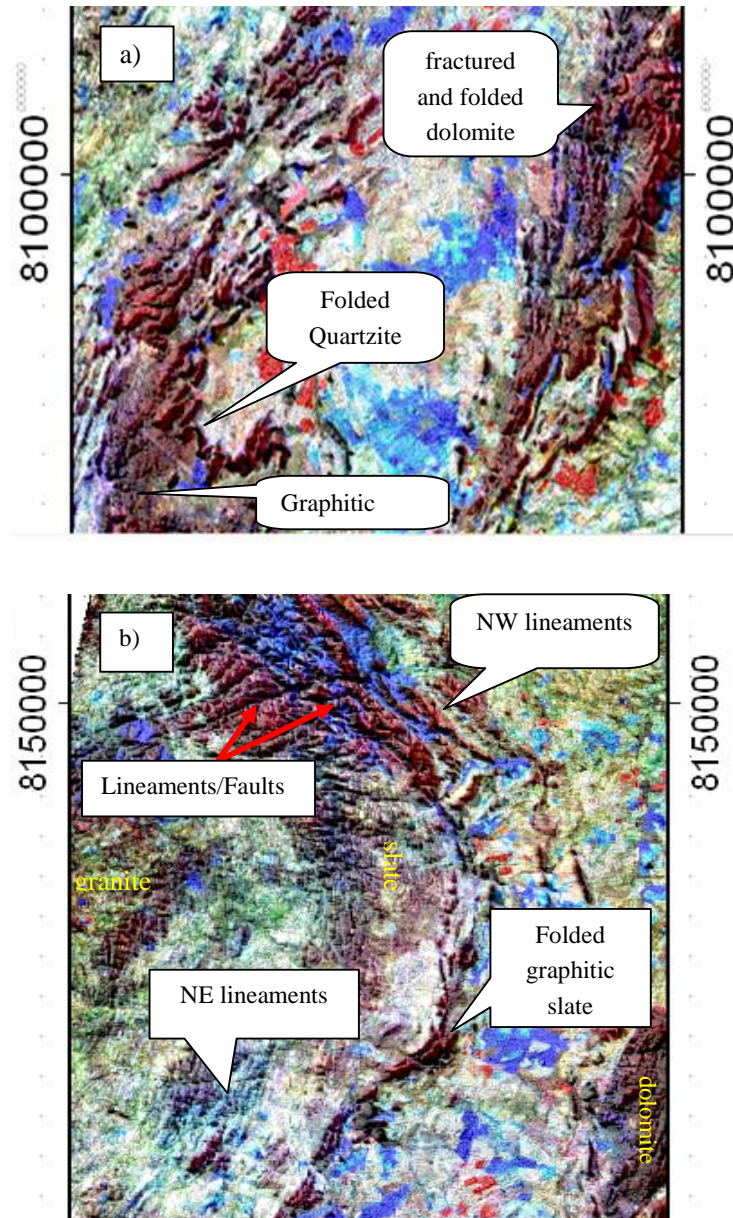 a)
fractured
and folded
dolomite
8100000
8100000
Folded
Quartzite
Graphitic
b)
NW lineaments
8150000
8150000
Lineaments/Faults
slate
granite
Folded
graphitic
slate
NE lineaments
dolomite